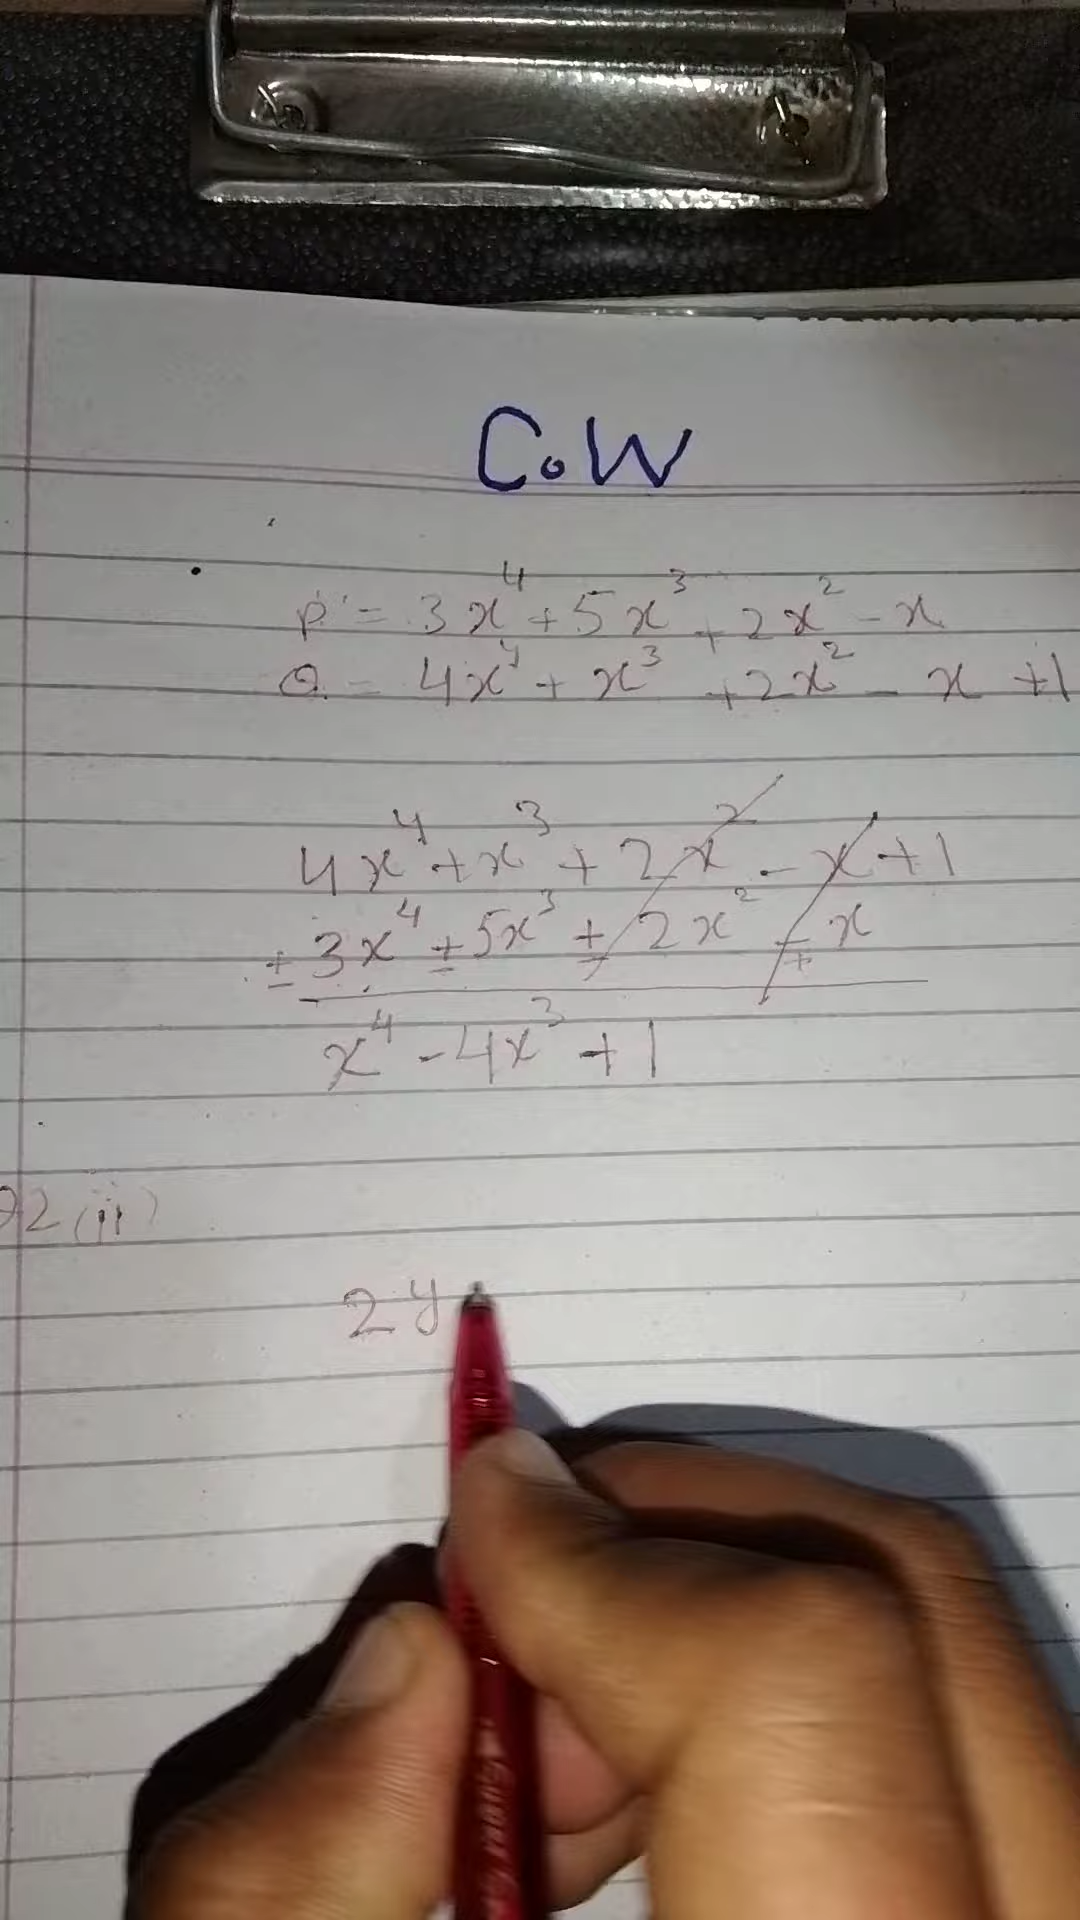 C.W
P = 3x⁴ + 5x³ + 2x² - x
Q = 4x⁴ + x³ + 2x² - x + 1
4x⁴ + x³ + 2x² - x + 1
± 3x⁴ ± 5x³ ± 2x² ∓ x
x⁴ - 4x³ + 1
2 (ii)
2y